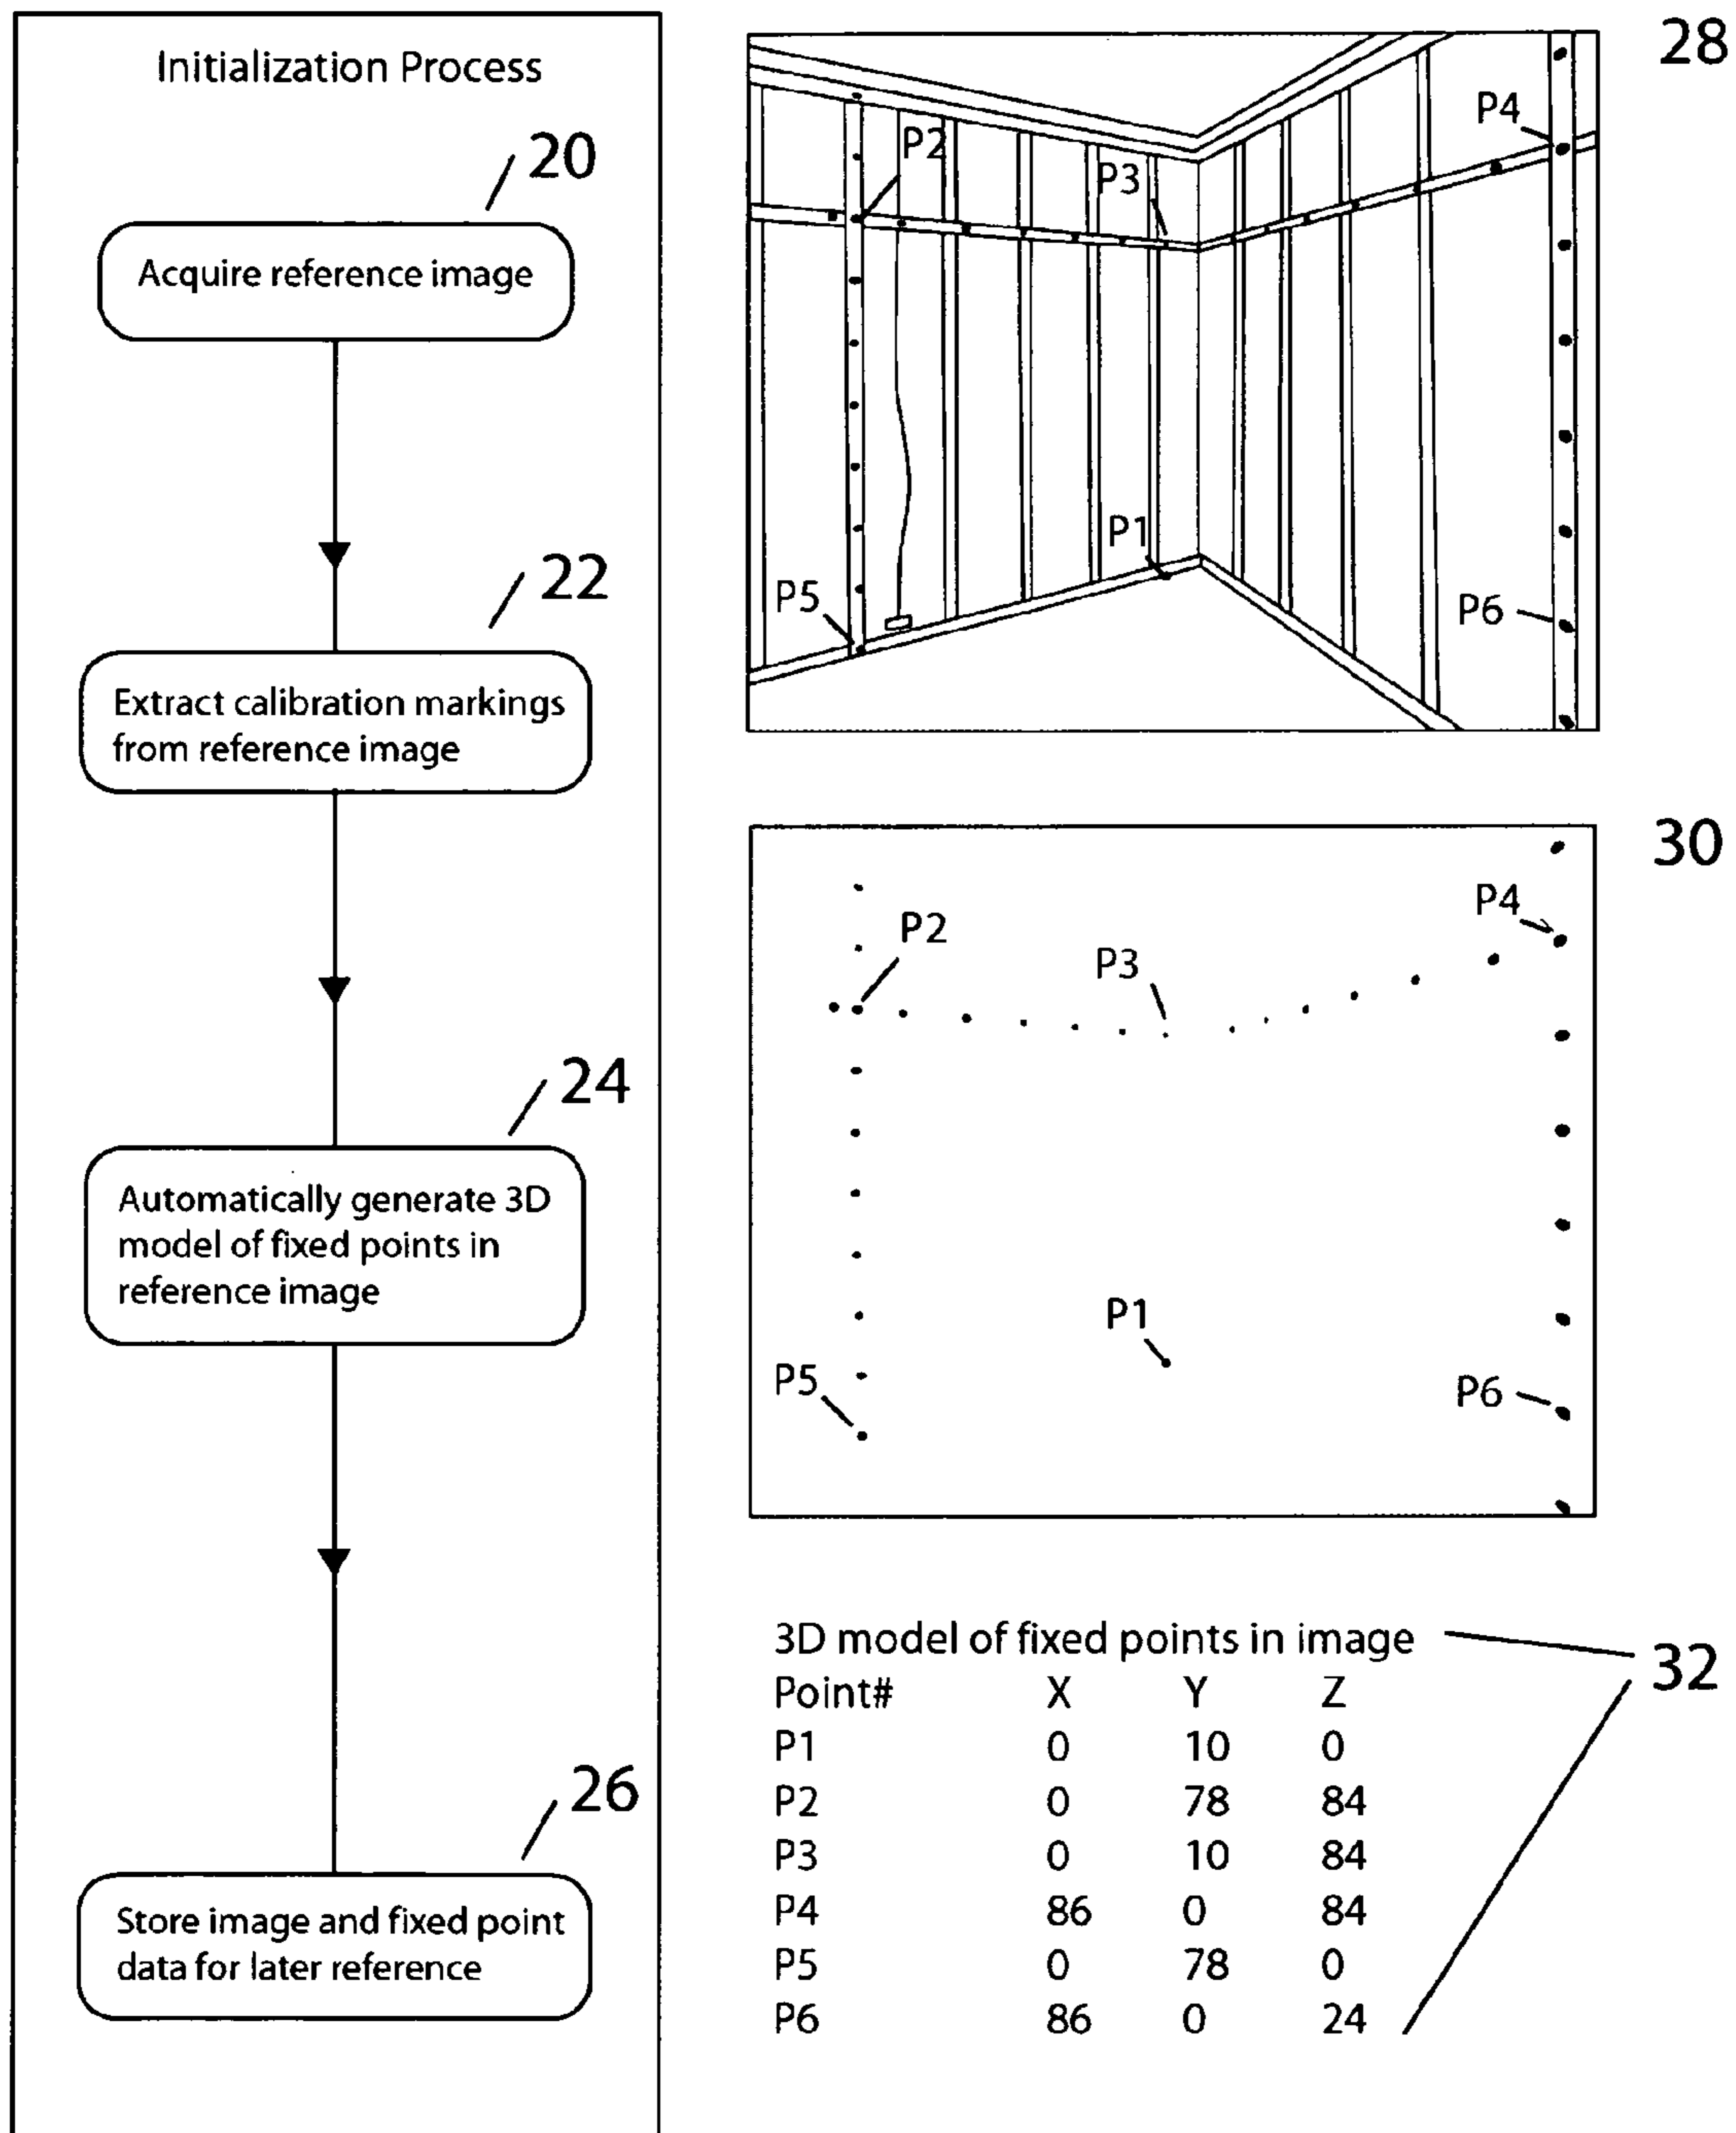 Initialization Process
20
Acquire reference image
22
Extract calibration markings
from reference image
24
Automatically generate 3D
model of fixed points in
reference image
26
Store image and fixed point
data for later reference
28
P2
P3
P4
P1
P5
P6
30
P4
P2
P3
P1
P5
P6
3D model of fixed points in image
32
Point# X Y Z
P1 0 10 0
P2 0 78 84
P3 0 10 84
P4 86 0 84
P5 0 78 0
P6 86 0 24